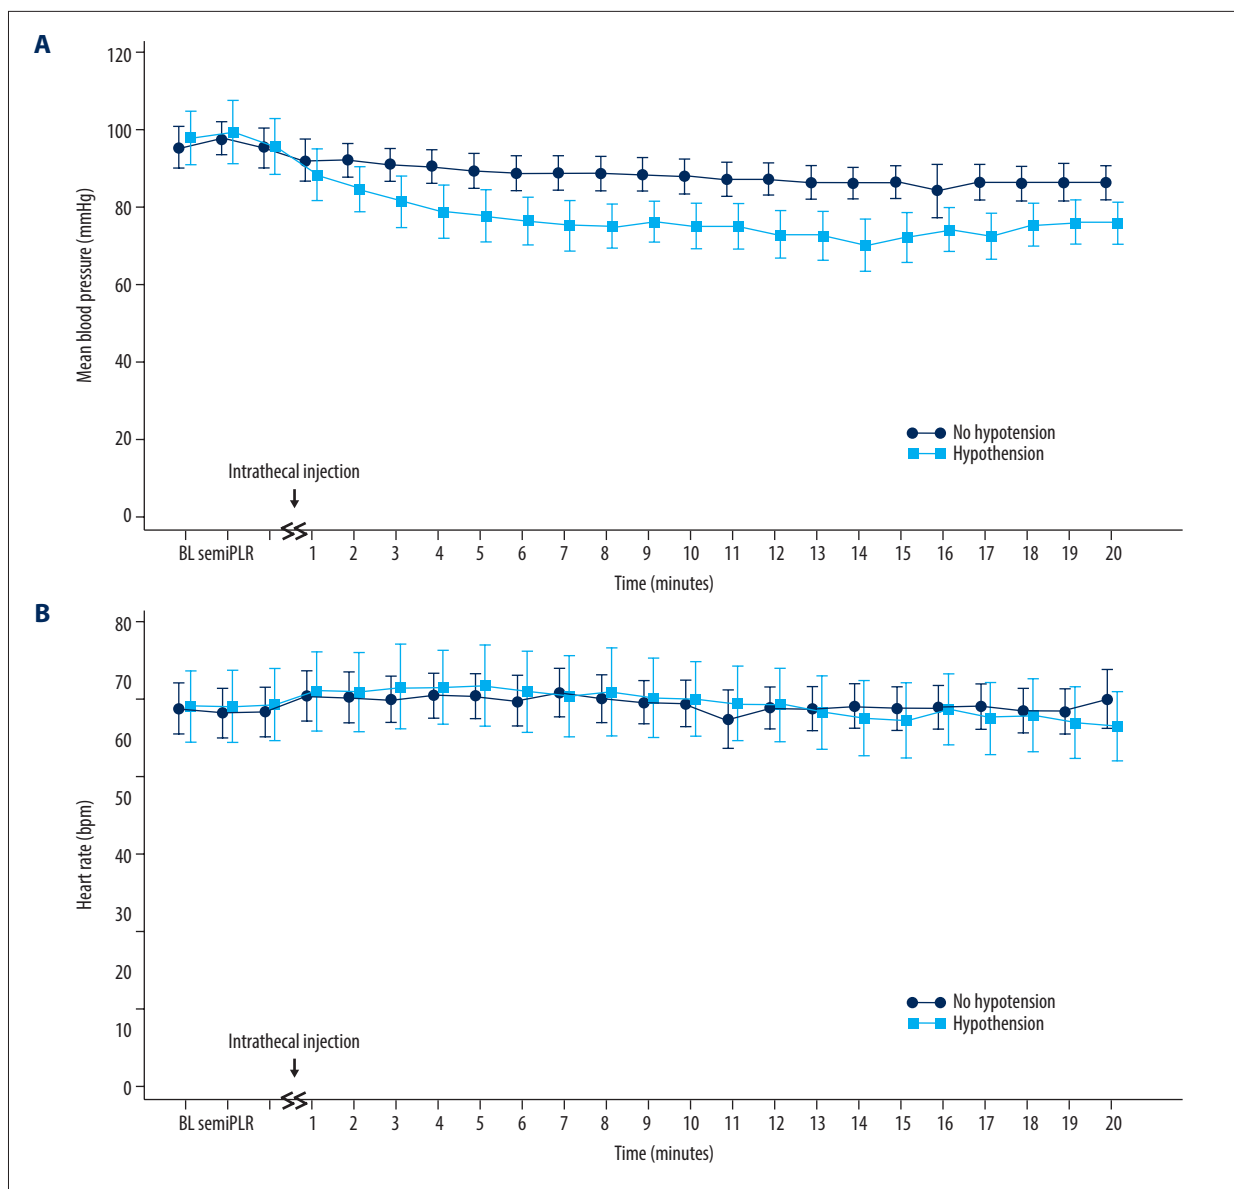 A
120
100
80
60
40
20
0
Mean blood pressure (mmHg)
No hypotension
Hypothension
Intrathecal injection
BL semiPLR 1 2 3 4 5 6 7 8 9 10 11 12 13 14 15 16 17 18 19 20
Time (minutes)
B
80
70
60
50
40
30
20
10
0
Heart rate (bpm)
No hypotension
Hypothension
Intrathecal injection
BL semiPLR 1 2 3 4 5 6 7 8 9 10 11 12 13 14 15 16 17 18 19 20
Time (minutes)